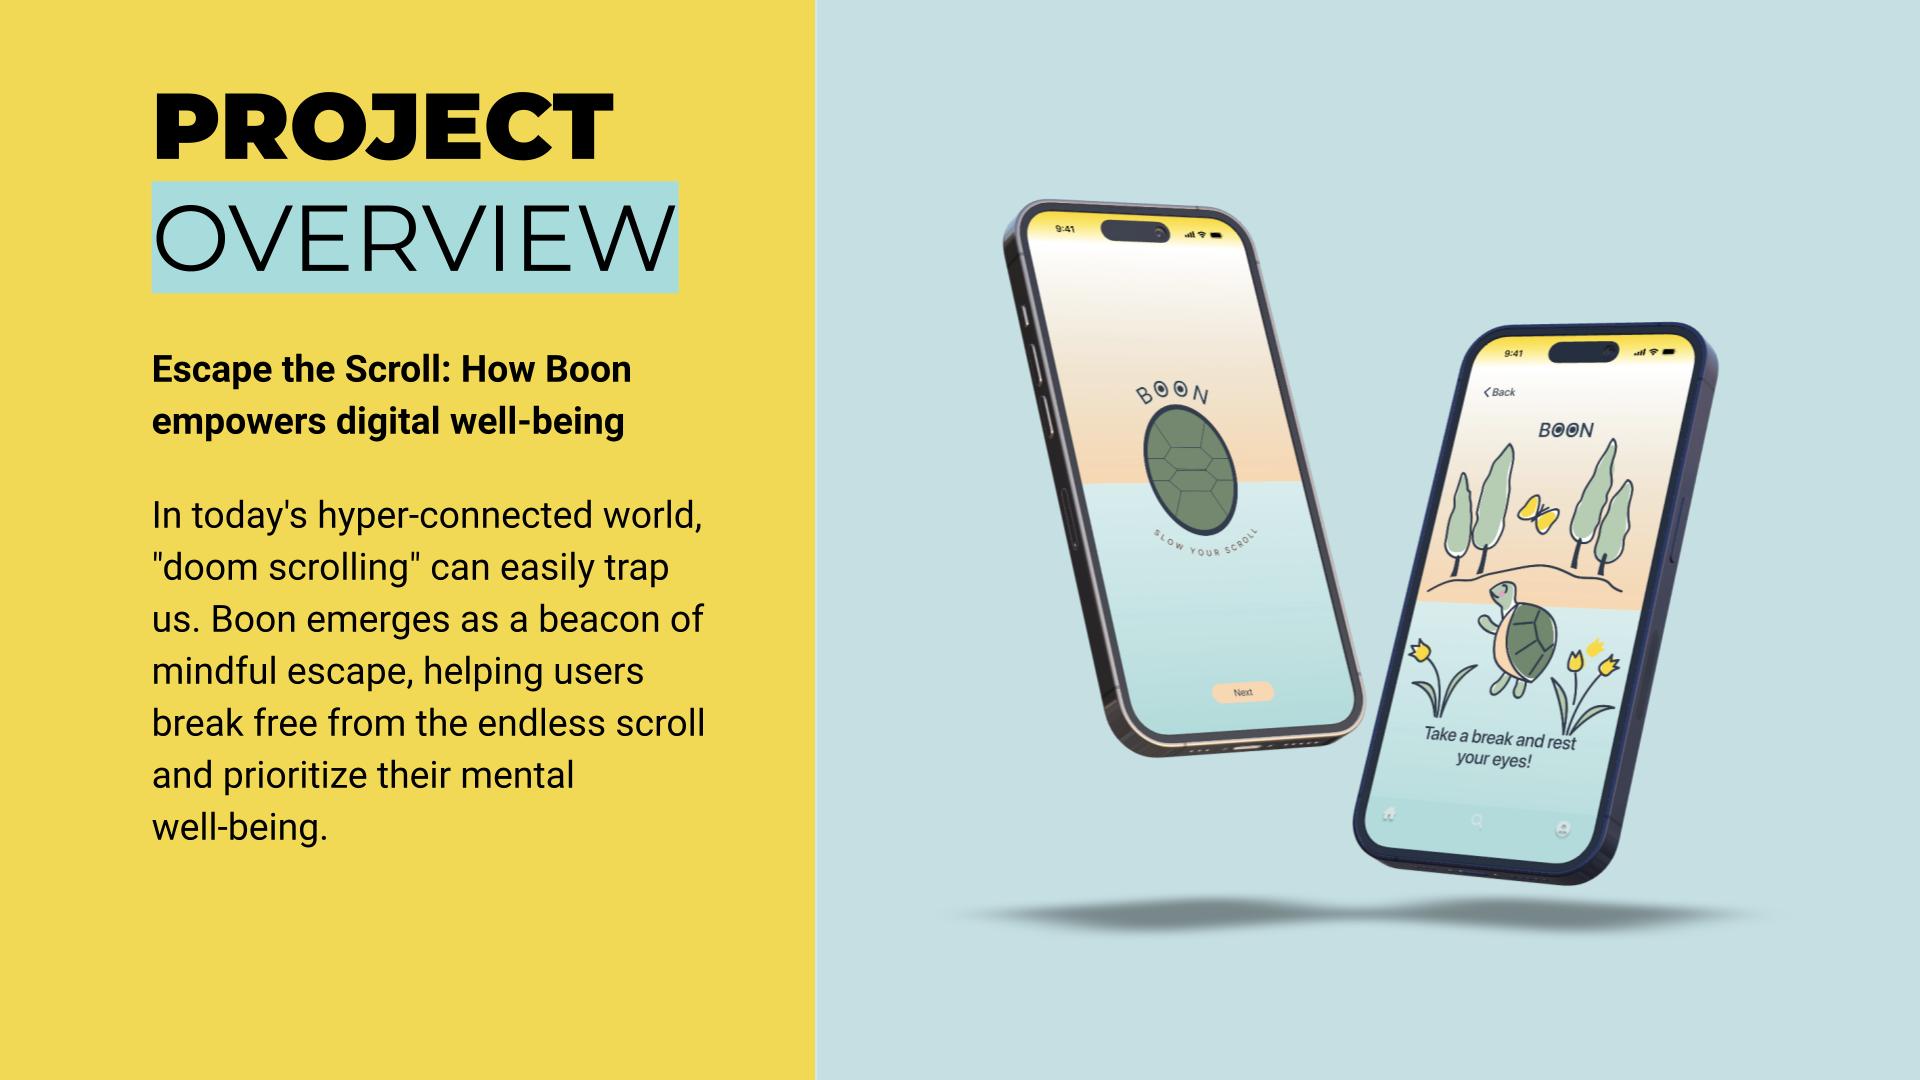 PROJECT
OVERVIEW
Escape the Scroll: How Boon
empowers digital well-being
In today's hyper-connected world,
"doom scrolling" can easily trap
us. Boon emerges as a beacon of
mindful escape, helping users
break free from the endless scroll
and prioritize their mental
well-being.
9:41
BOON
SLOW YOUR SCROLL
Next
9:41
Back
BOON
Take a break and rest
your eyes!